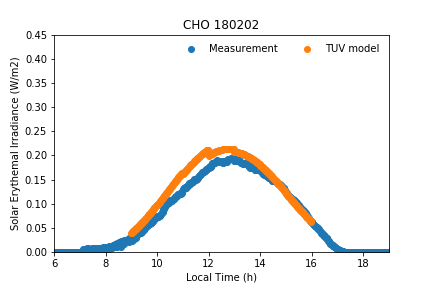 CHO 180202
Measurement TUV model
Solar Erythemal Irradiance (W/m2)
0.45
0.40
0.35
0.30
0.25
0.20
0.15
0.10
0.05
0.00
6 8 10 12 14 16 18
Local Time (h)